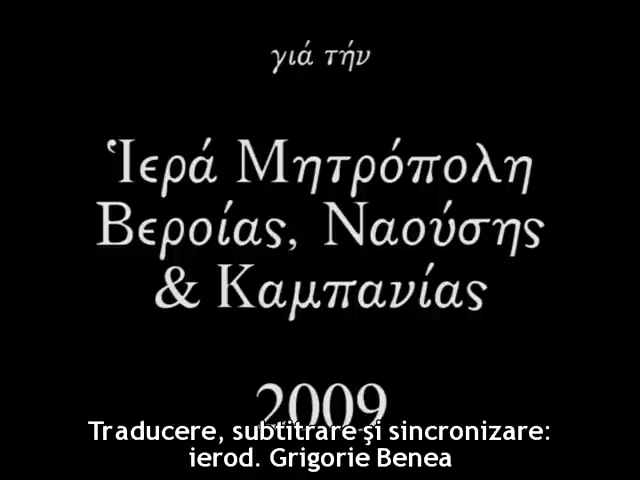 γιά τήν
Ἱερά Μητρόπολη
Βεροίας, Ναούσης
& Καμπανίας
2009
Traducere, subtitrare şi sincronizare:
ierod. Grigorie Benea